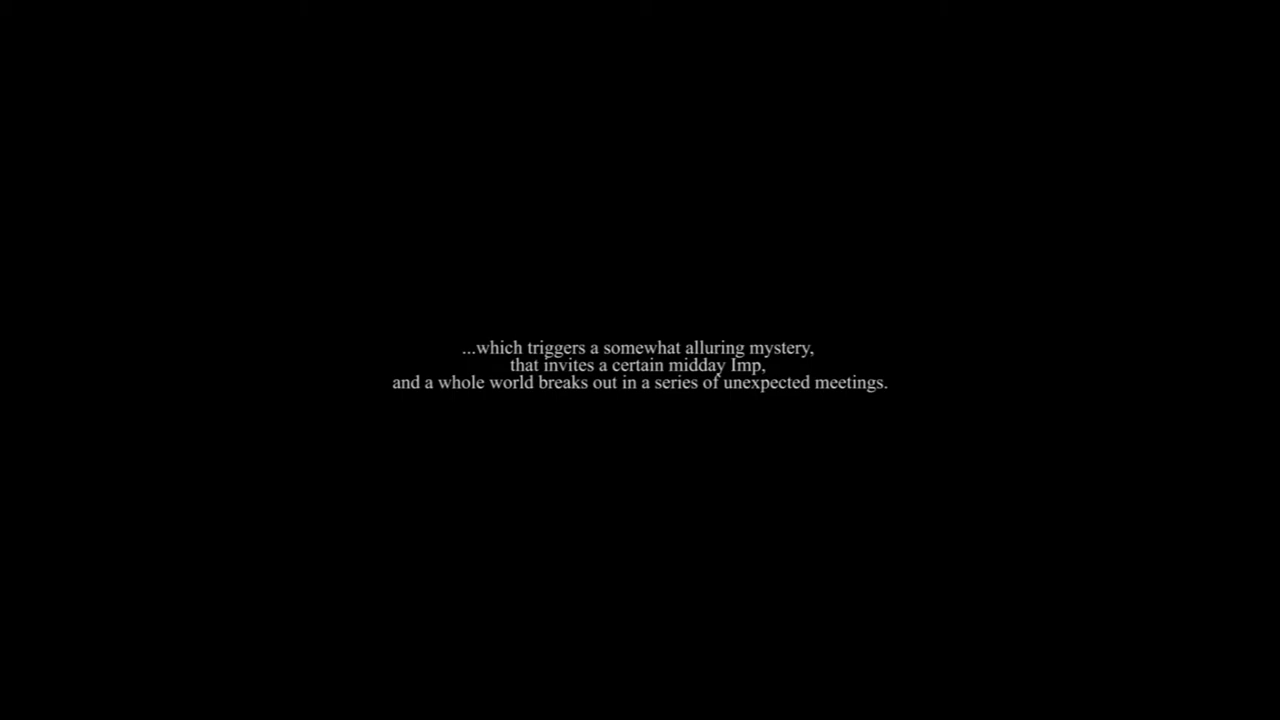 ...which triggers a somewhat alluring mystery,
that invites a certain midday Imp,
and a whole world breaks out in a series of unexpected meetings.